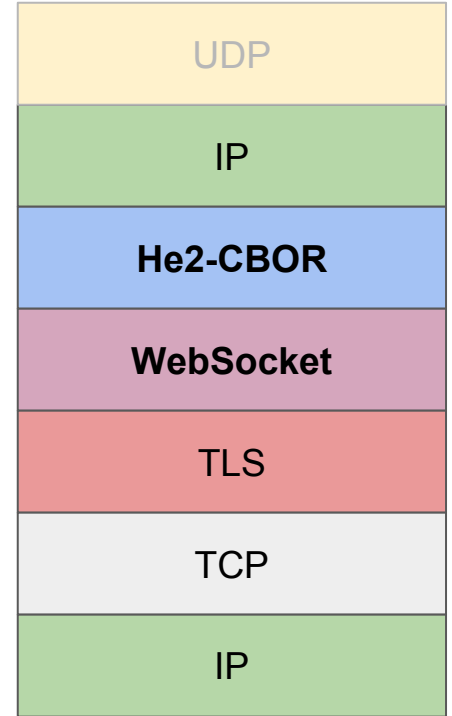 UDP
IP
He2-CBOR
WebSocket
TLS
TCP
IP